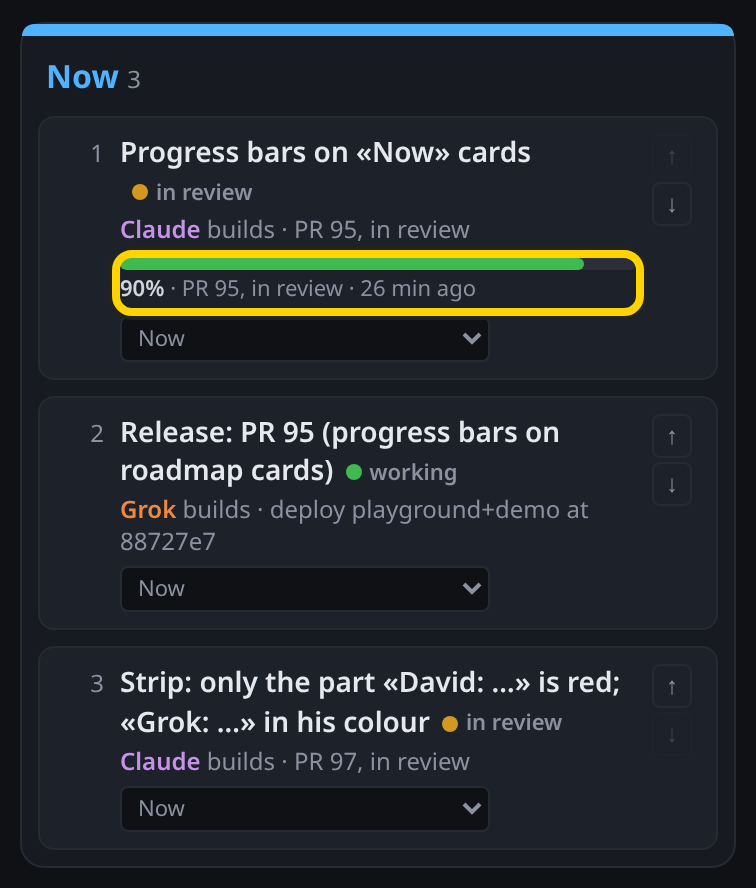 Now 3
1 Progress bars on «Now» cards ↑
in review ↓
Claude builds · PR 95, in review
90% · PR 95, in review · 26 min ago
Now
2 Release: PR 95 (progress bars on ↑
roadmap cards) working ↓
Grok builds · deploy playground+demo at
88727e7
Now
3 Strip: only the part «David: …» is red; ↑
«Grok: …» in his colour in review ↓
Claude builds · PR 97, in review
Now